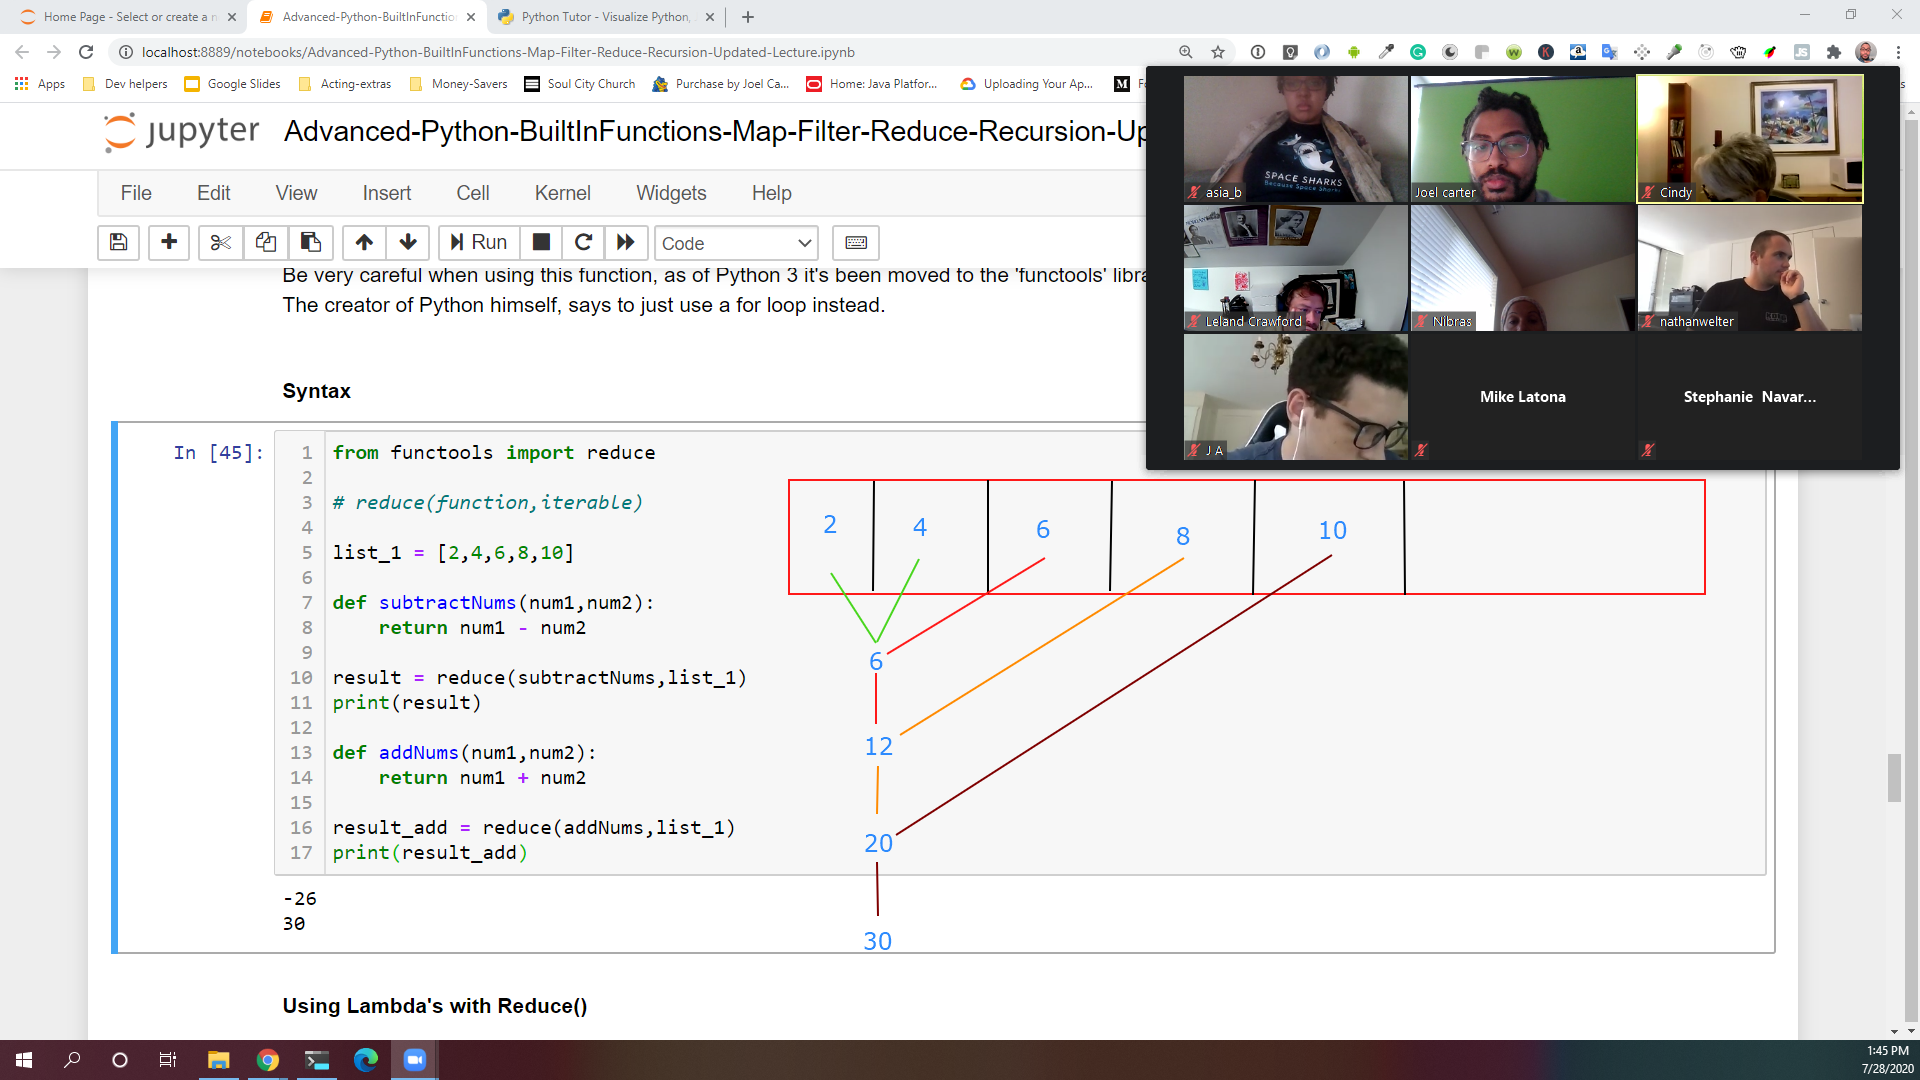 Home Page - Select or create a n
Advanced-Python-BuiltInFunction
Python Tutor - Visualize Python,
localhost:8889/notebooks/Advanced-Python-BuiltInFunctions-Map-Filter-Reduce-Recursion-Updated-Lecture.ipynb
Apps
Dev helpers
Google Slides
Acting-extras
Money-Savers
Soul City Church
Purchase by Joel Ca...
Home: Java Platfor...
Uploading Your Ap...
jupyter
Advanced-Python-BuiltInFunctions-Map-Filter-Reduce-Recursion-Up
File Edit View Insert Cell Kernel Widgets Help
Run
Code
Be very careful when using this function, as of Python 3 it's been moved to the 'functools' libra
The creator of Python himself, says to just use a for loop instead.
Syntax
In [45]:
1 from functools import reduce
2
3 # reduce(function,iterable)
4
5 list_1 = [2,4,6,8,10]
6
7 def subtractNums(num1,num2):
8     return num1 - num2
9
10 result = reduce(subtractNums,list_1)
11 print(result)
12
13 def addNums(num1,num2):
14     return num1 + num2
15
16 result_add = reduce(addNums,list_1)
17 print(result_add)
2 4 6 8 10
6
12
20
30
-26
30
Using Lambda's with Reduce()
SPACE SHARKS
Because Space Sharks
asia_b
Joel carter
Cindy
Leland Crawford
Nibras
nathanwelter
J A
Mike Latona
Stephanie Navar...
1:45 PM
7/28/2020